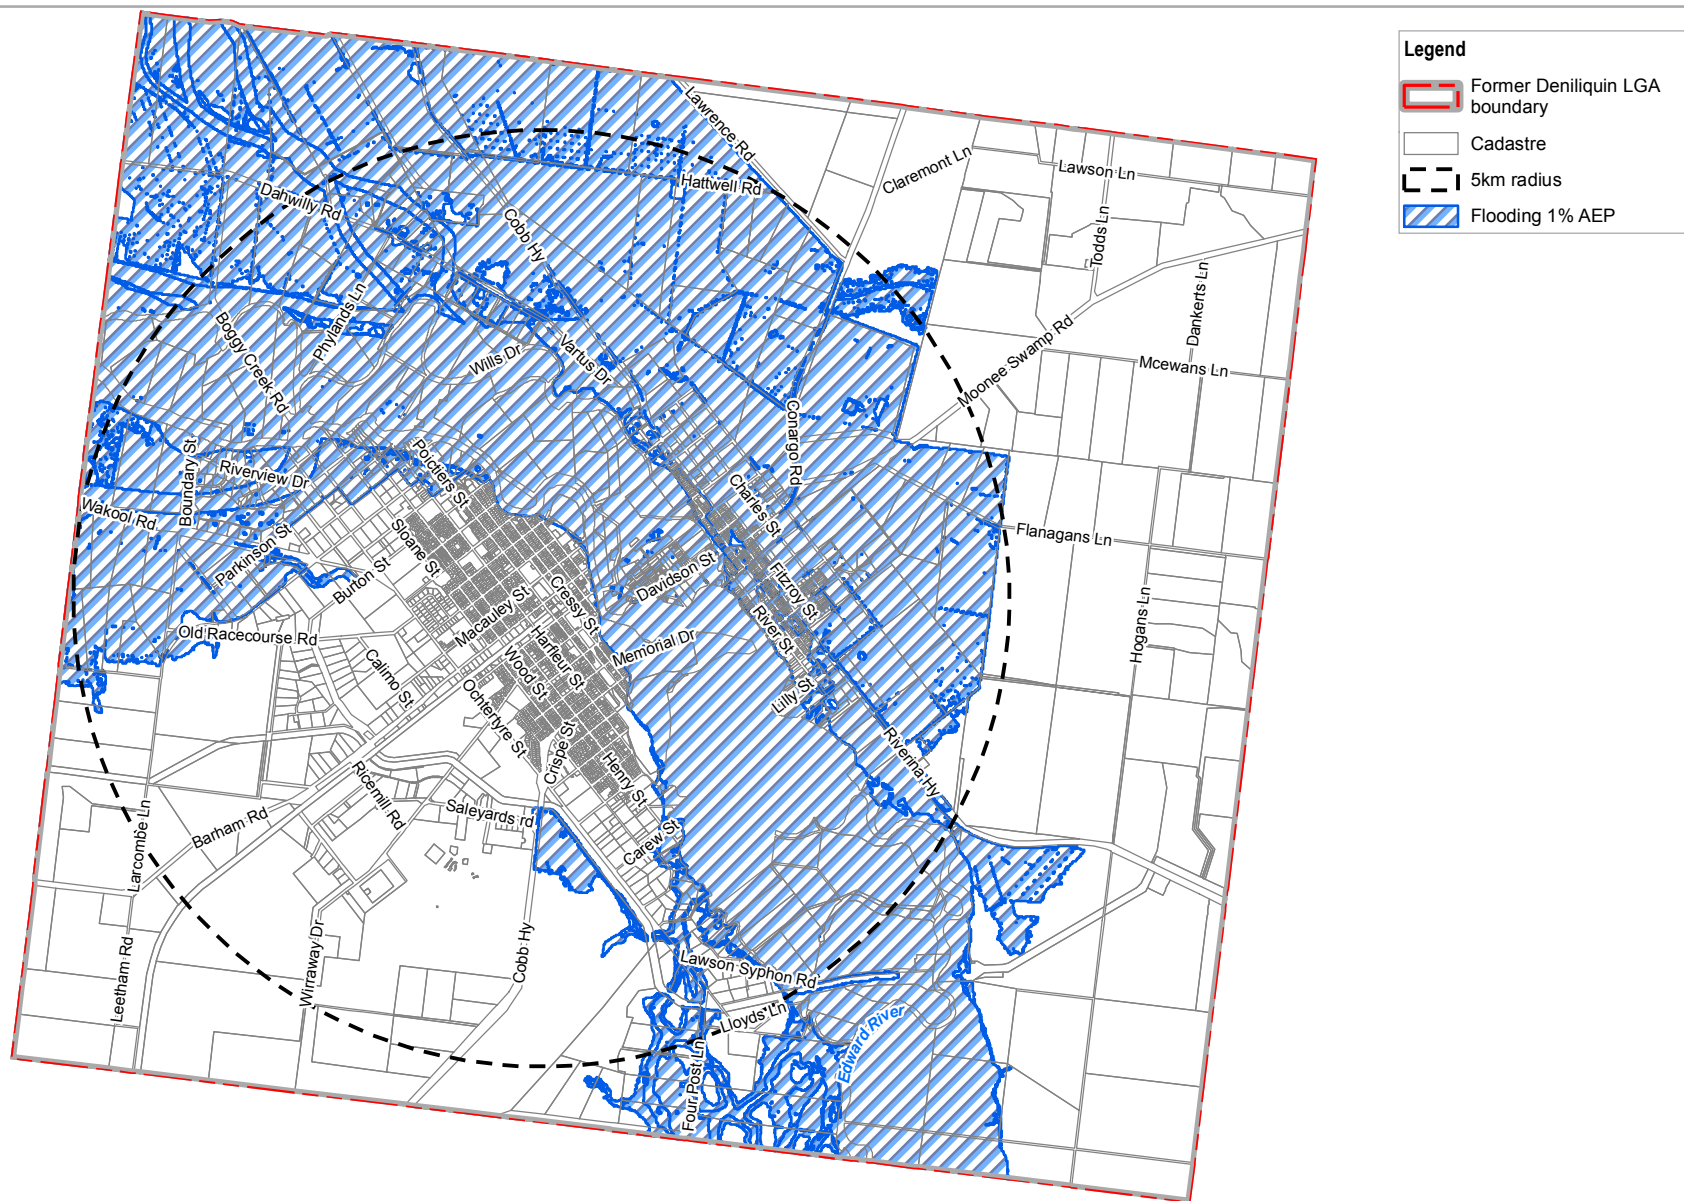 Legend
Former Deniliquin LGA
boundary
Cadastre
5km radius
Flooding 1% AEP
Lawrence Rd
Claremont Ln
Lawson Ln
Hattwell Rd
Dahwilly Rd
Cobb Hy
Todds Ln
Dankerts Ln
Phylands Ln
Boggy Creek Rd
Wills Dr
Vartus Dr
Moonee Swamp Rd
Mcewans Ln
Conargo Rd
Boundary St
Riverview Dr
Poictiers St
Charles St
Wakool Rd
Flanagans Ln
Parkinson St
Sloane St
Burton St
Davidson St
Fitzroy St
Cressy St
Macauley St
River St
Hogans Ln
Old Racecourse Rd
Harfleur St
Memorial Dr
Calimo St
Wood St
Lilly St
Ochtertyre St
Crispe St
Riverina Hy
Henry St
Ricemill Rd
Saleyards rd
Barham Rd
Larcombe Ln
Carew St
Leetham Rd
Wirraway Dr
Cobb Hy
Lawson Syphon Rd
Lloyds Ln
Edward River
Four Post Ln